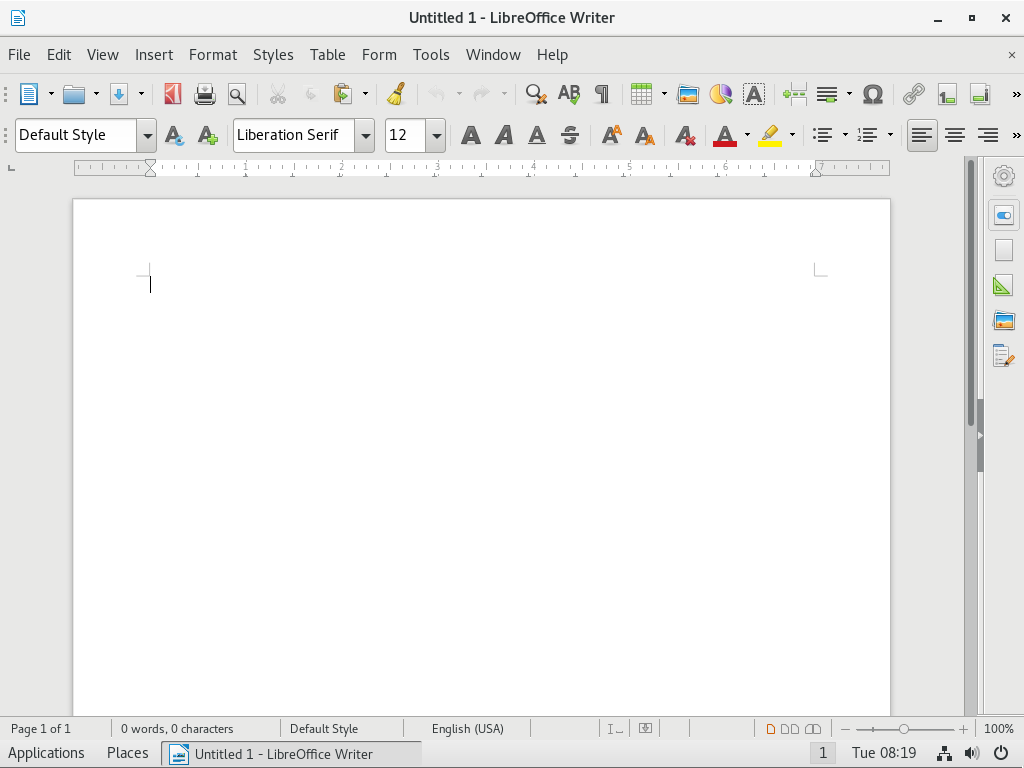 Untitled 1 - LibreOffice Writer
File Edit View Insert Format Styles Table Form Tools Window Help
Default Style Liberation Serif 12
1 2 3 4 5 6 7
Page 1 of 1 0 words, 0 characters Default Style English (USA) 100%
Applications Places Untitled 1 - LibreOffice Writer 1 Tue 08:19